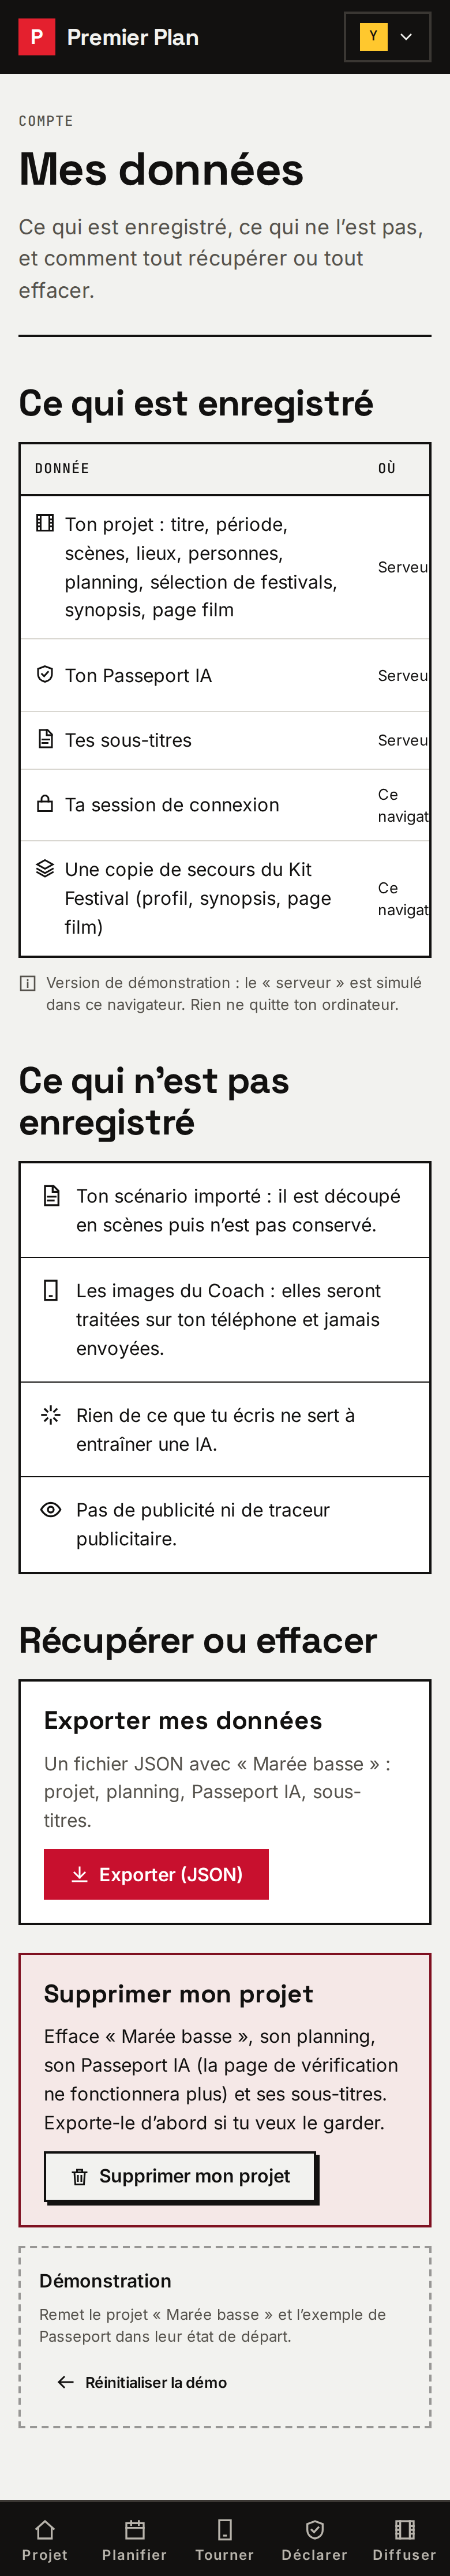 P Premier Plan Y
COMPTE
Mes données
Ce qui est enregistré, ce qui ne l’est pas,
et comment tout récupérer ou tout
effacer.
Ce qui est enregistré
DONNÉE OÙ
Ton projet : titre, période,
scènes, lieux, personnes,
planning, sélection de festivals,
synopsis, page film
Serveu
Ton Passeport IA Serveu
Tes sous-titres Serveu
Ta session de connexion
Ce
navigat
Une copie de secours du Kit
Festival (profil, synopsis, page
film)
Ce
navigat
Version de démonstration : le « serveur » est simulé
dans ce navigateur. Rien ne quitte ton ordinateur.
Ce qui n’est pas
enregistré
Ton scénario importé : il est découpé
en scènes puis n’est pas conservé.
Les images du Coach : elles seront
traitées sur ton téléphone et jamais
envoyées.
Rien de ce que tu écris ne sert à
entraîner une IA.
Pas de publicité ni de traceur
publicitaire.
Récupérer ou effacer
Exporter mes données
Un fichier JSON avec « Marée basse » :
projet, planning, Passeport IA, sous-
titres.
Exporter (JSON)
Supprimer mon projet
Efface « Marée basse », son planning,
son Passeport IA (la page de vérification
ne fonctionnera plus) et ses sous-titres.
Exporte-le d’abord si tu veux le garder.
Supprimer mon projet
Démonstration
Remet le projet « Marée basse » et l’exemple de
Passeport dans leur état de départ.
Réinitialiser la démo
Projet Planifier Tourner Déclarer Diffuser